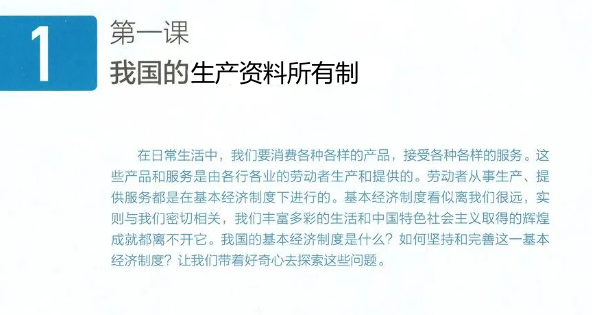 1
第一课
我国的生产资料所有制
在日常生活中，我们要消费各种各样的产品，接受各种各样的服务。这
些产品和服务是由各行各业的劳动者生产和提供的。劳动者从事生产、提
供服务都是在基本经济制度下进行的。基本经济制度看似离我们很远，实
则与我们密切相关，我们丰富多彩的生活和中国特色社会主义取得的辉煌
成就都离不开它。我国的基本经济制度是什么？如何坚持和完善这一基本
经济制度？让我们带着好奇心去探索这些问题。